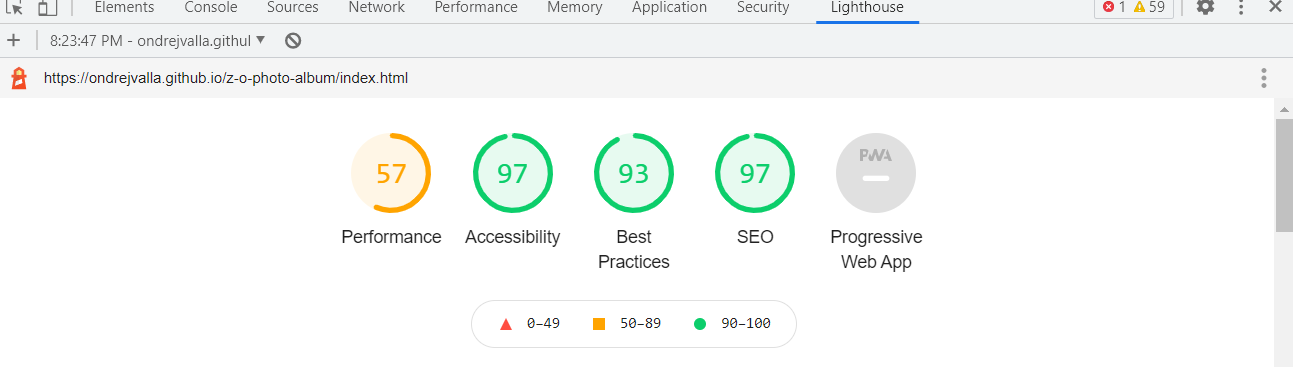 Elements Console Sources Network Performance Memory Application Security Lighthouse 1 59
8:23:47 PM - ondrejvalla.githul
https://ondrejvalla.github.io/z-o-photo-album/index.html
57 97 93 97 PWA
Performance Accessibility Best Practices SEO Progressive Web App
0–49 50–89 90–100